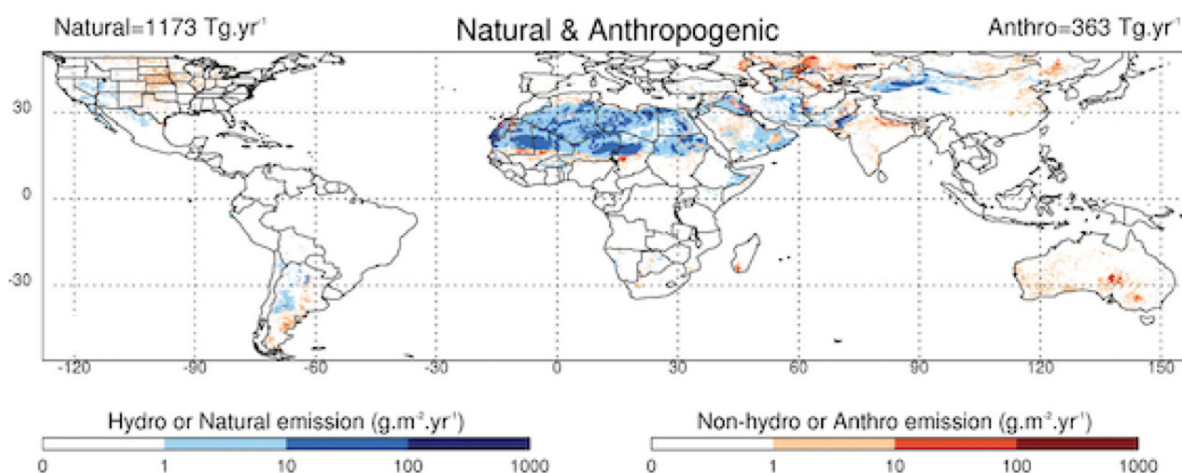 Natural=1173 Tg.yr⁻¹ Natural & Anthropogenic Anthro=363 Tg.yr⁻¹
30
0
-30
-120 -90 -60 -30 0 30 60 90 120 150
Hydro or Natural emission (g.m⁻².yr⁻¹) Non-hydro or Anthro emission (g.m⁻².yr⁻¹)
0 1 10 100 1000 0 1 10 100 1000